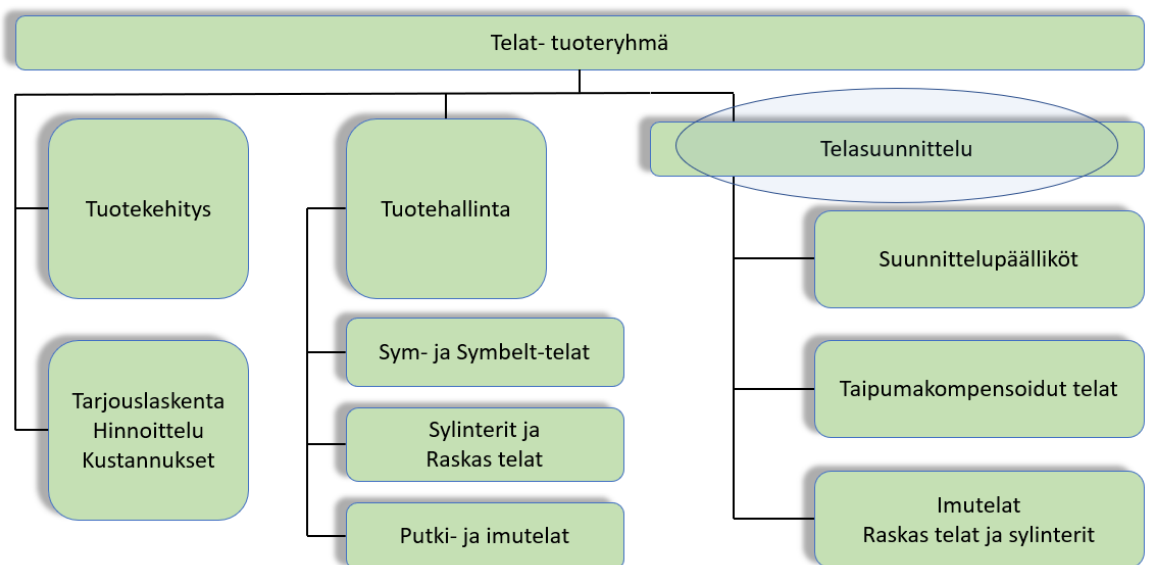 Telat- tuoteryhmä
Tuotekehitys
Tarjouslaskenta
Hinnoittelu
Kustannukset
Tuotehallinta
Sym- ja Symbelt-telat
Sylinterit ja
Raskas telat
Putki- ja imutelat
Telasuunnittelu
Suunnittelupäälliköt
Taipumakompensoidut telat
Imutelat
Raskas telat ja sylinterit